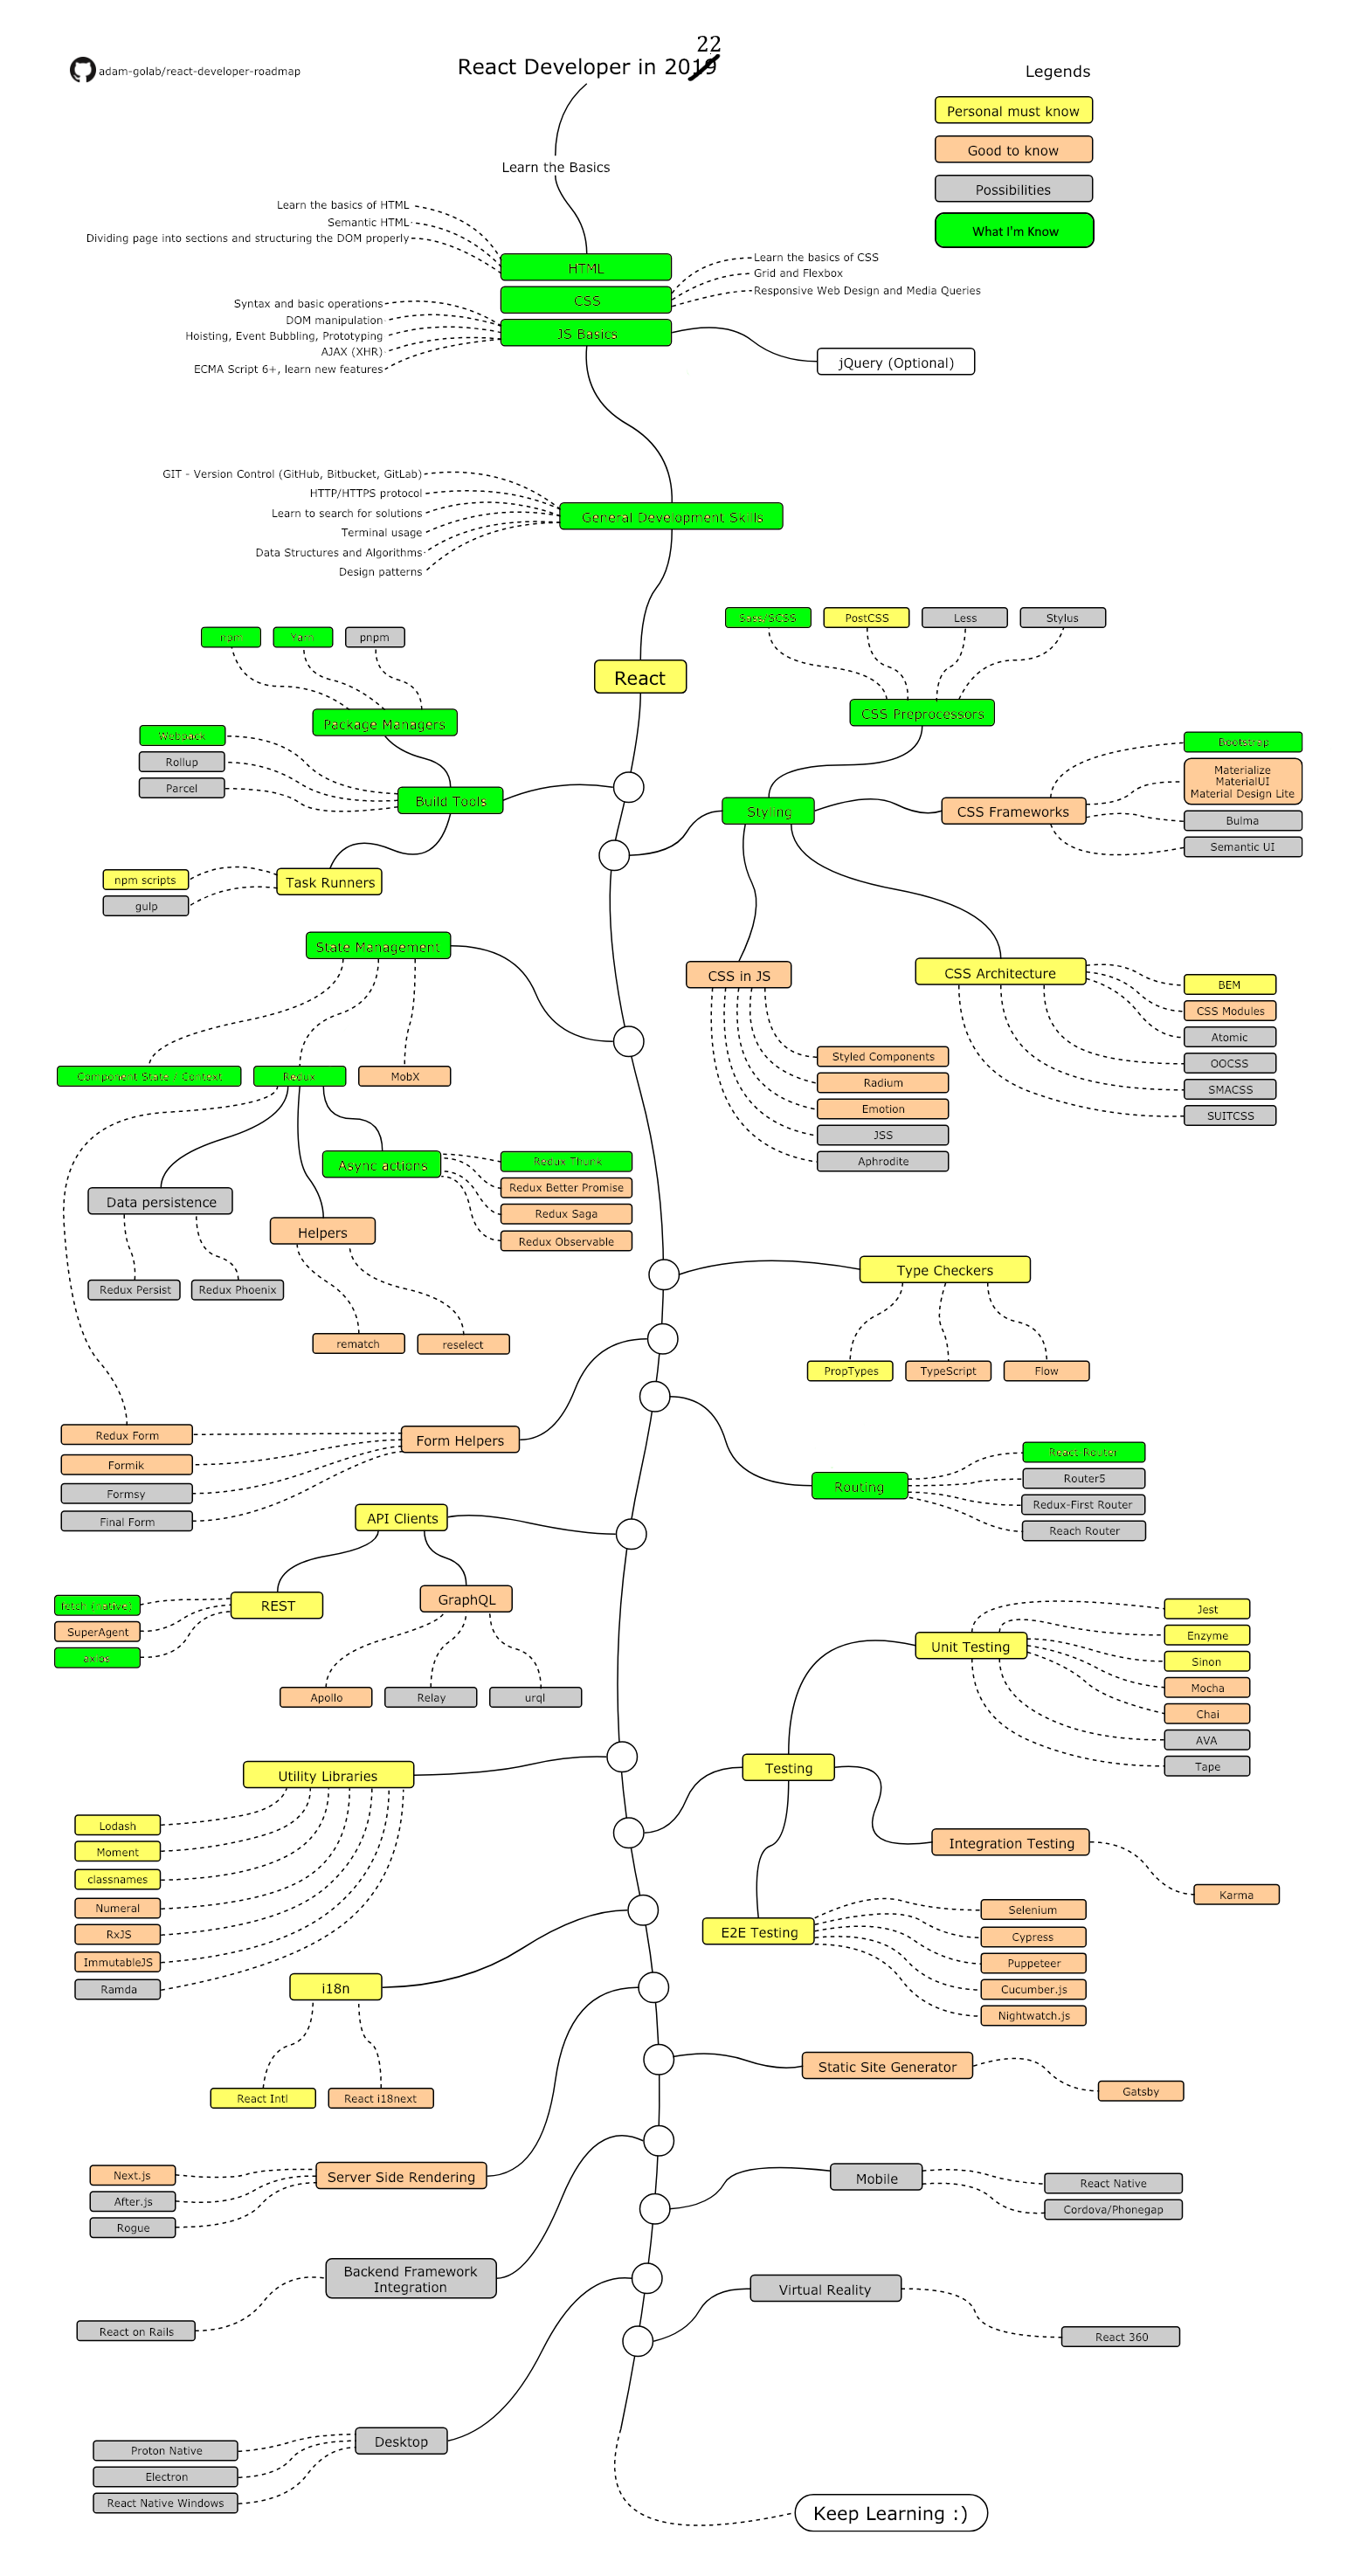 22
React Developer in 2019
adam-golab/react-developer-roadmap
Legends
Personal must know
Good to know
Possibilities
What I'm Know
Learn the Basics
Learn the basics of HTML
Semantic HTML
Dividing page into sections and structuring the DOM properly
HTML
CSS
JS Basics
Learn the basics of CSS
Grid and Flexbox
Responsive Web Design and Media Queries
Syntax and basic operations
DOM manipulation
Hoisting, Event Bubbling, Prototyping
AJAX (XHR)
ECMA Script 6+, learn new features
jQuery (Optional)
GIT - Version Control (GitHub, Bitbucket, GitLab)
HTTP/HTTPS protocol
Learn to search for solutions
Terminal usage
Data Structures and Algorithms
Design patterns
General Development Skills
React
npm
Yarn
pnpm
Package Managers
Webpack
Rollup
Parcel
Build Tools
Task Runners
npm scripts
gulp
Sass/SCSS
PostCSS
Less
Stylus
CSS Preprocessors
Styling
CSS Frameworks
Bootstrap
Materialize
MaterialUI
Material Design Lite
Bulma
Semantic UI
CSS in JS
Styled Components
Radium
Emotion
JSS
Aphrodite
CSS Architecture
BEM
CSS Modules
Atomic
OOCSS
SMACSS
SUITCSS
State Management
Component State / Context
Redux
MobX
Async actions
Redux Thunk
Redux Better Promise
Redux Saga
Redux Observable
Data persistence
Redux Persist
Redux Phoenix
Helpers
rematch
reselect
Type Checkers
PropTypes
TypeScript
Flow
Form Helpers
Redux Form
Formik
Formsy
Final Form
Routing
React Router
Router5
Redux-First Router
Reach Router
API Clients
REST
fetch (native)
SuperAgent
axios
GraphQL
Apollo
Relay
urql
Unit Testing
Jest
Enzyme
Sinon
Mocha
Chai
AVA
Tape
Testing
Integration Testing
Karma
E2E Testing
Selenium
Cypress
Puppeteer
Cucumber.js
Nightwatch.js
Utility Libraries
Lodash
Moment
classnames
Numeral
RxJS
ImmutableJS
Ramda
i18n
React Intl
React i18next
Static Site Generator
Gatsby
Server Side Rendering
Next.js
After.js
Rogue
Mobile
React Native
Cordova/Phonegap
Backend Framework
Integration
React on Rails
Virtual Reality
React 360
Desktop
Proton Native
Electron
React Native Windows
Keep Learning :)